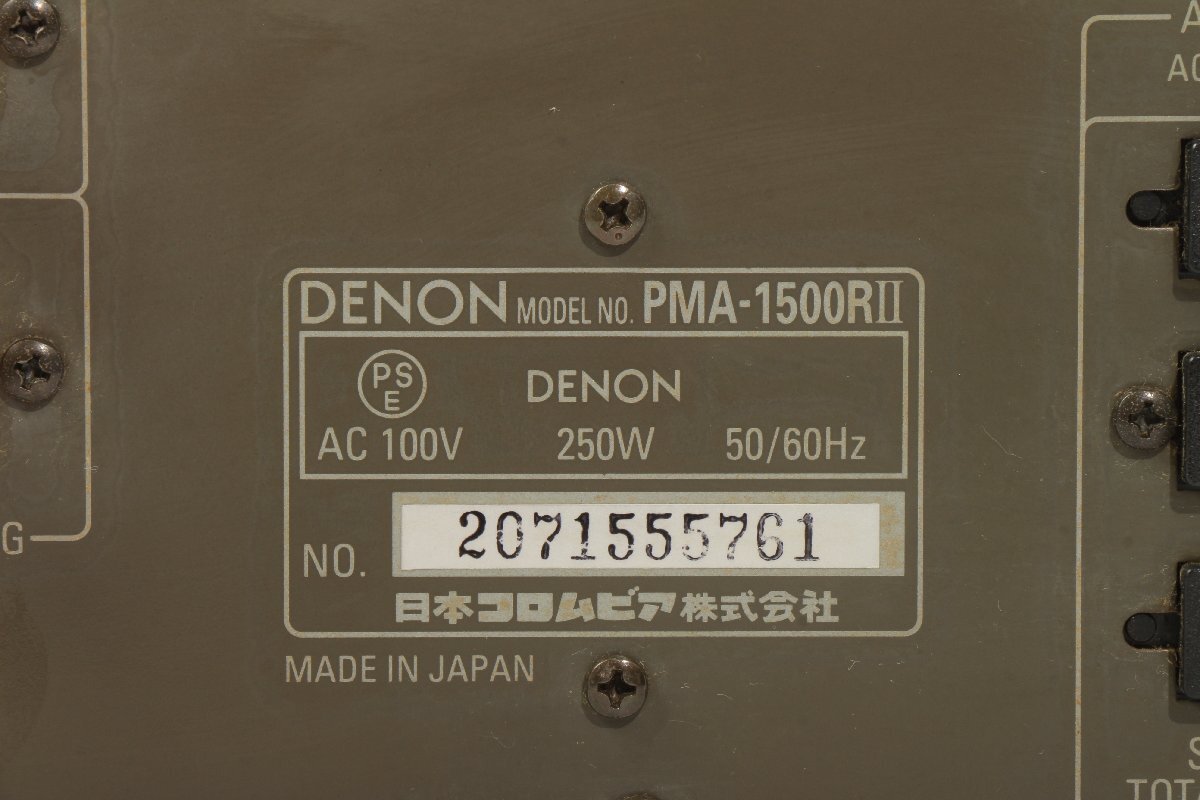 DENON MODEL NO. PMA-1500RII
PSE DENON
AC 100V 250W 50/60Hz
NO. 2071555761
日本コロムビア株式会社
MADE IN JAPAN
G